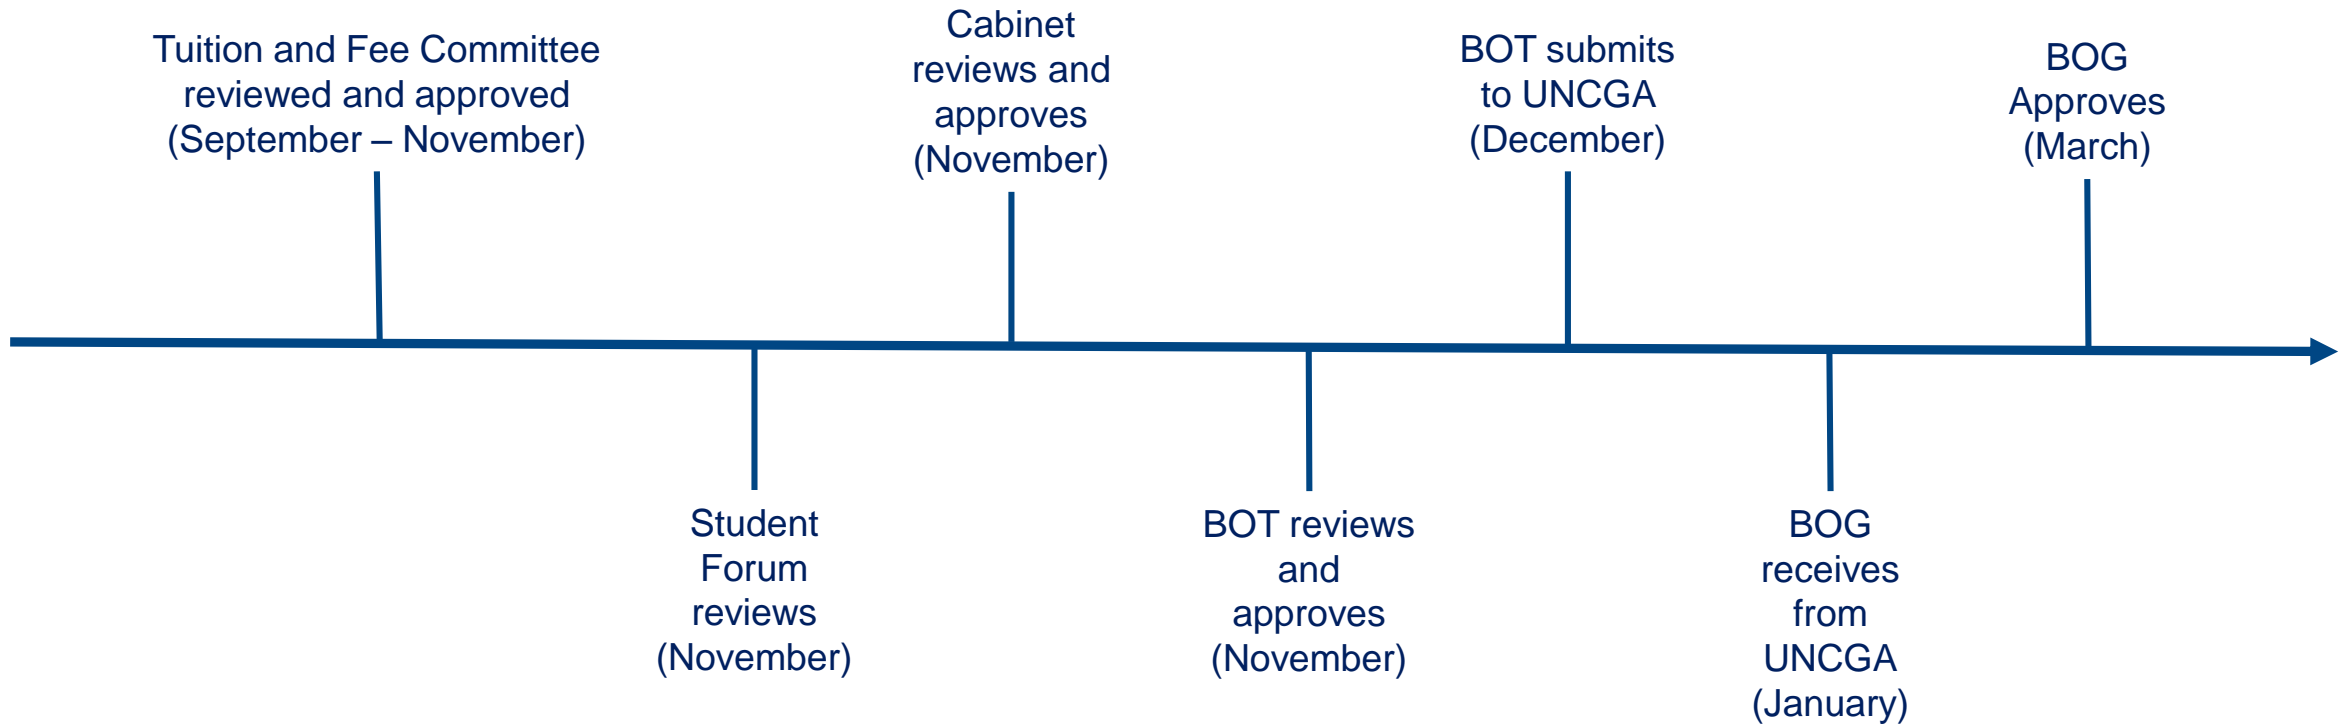 Tuition and Fee Committee
reviewed and approved
(September – November)
Student
Forum
reviews
(November)
Cabinet
reviews and
approves
(November)
BOT reviews
and
approves
(November)
BOT submits
to UNCGA
(December)
BOG
receives
from
UNCGA
(January)
BOG
Approves
(March)